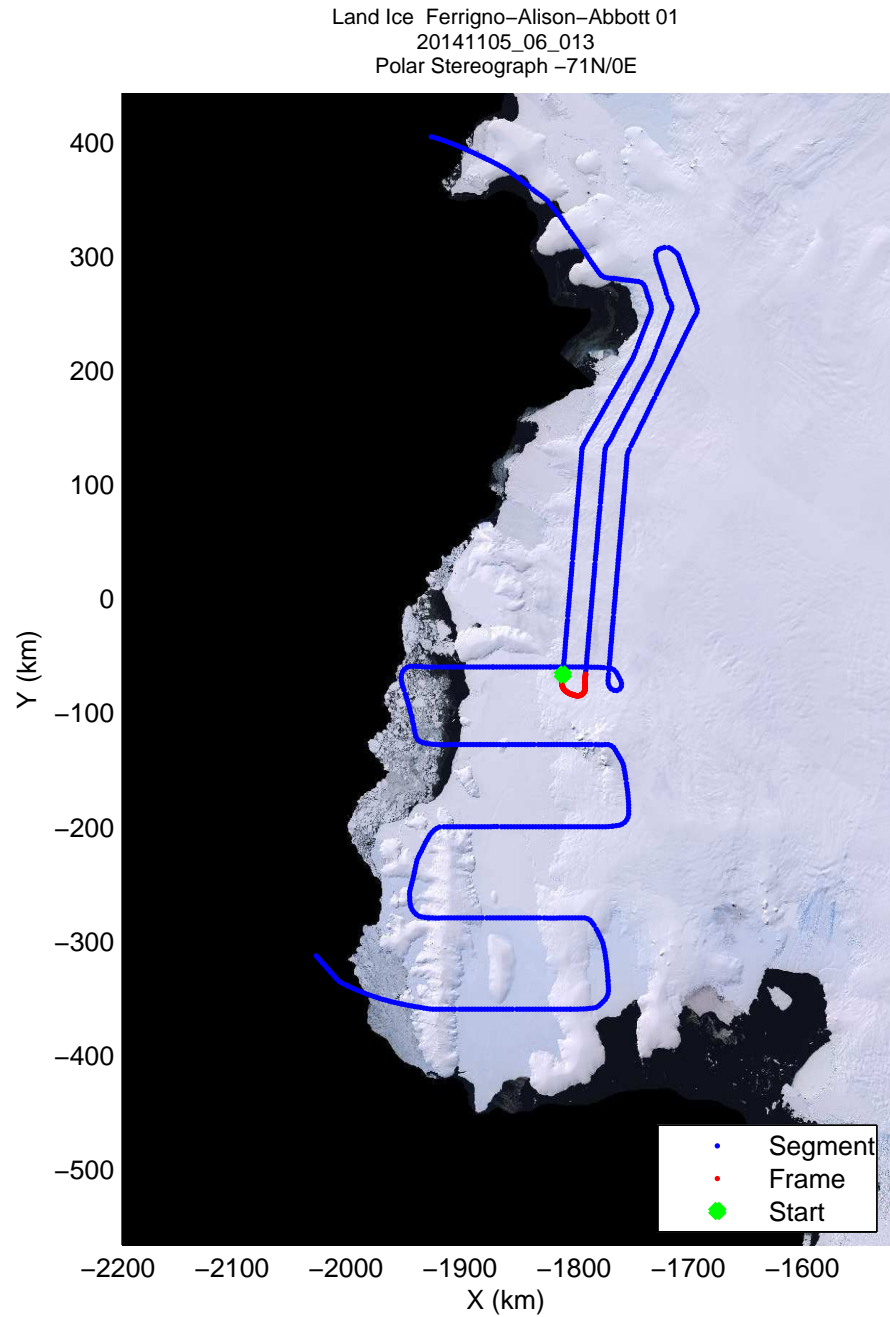 Land Ice  Ferrigno−Alison−Abbott 01
20141105_06_013
Polar Stereograph −71N/0E
400
300
200
100
0
−100
−200
−300
−400
−500
Y (km)
−2200
−2100
−2000
−1900
−1800
−1700
−1600
X (km)
Segment
Frame
Start